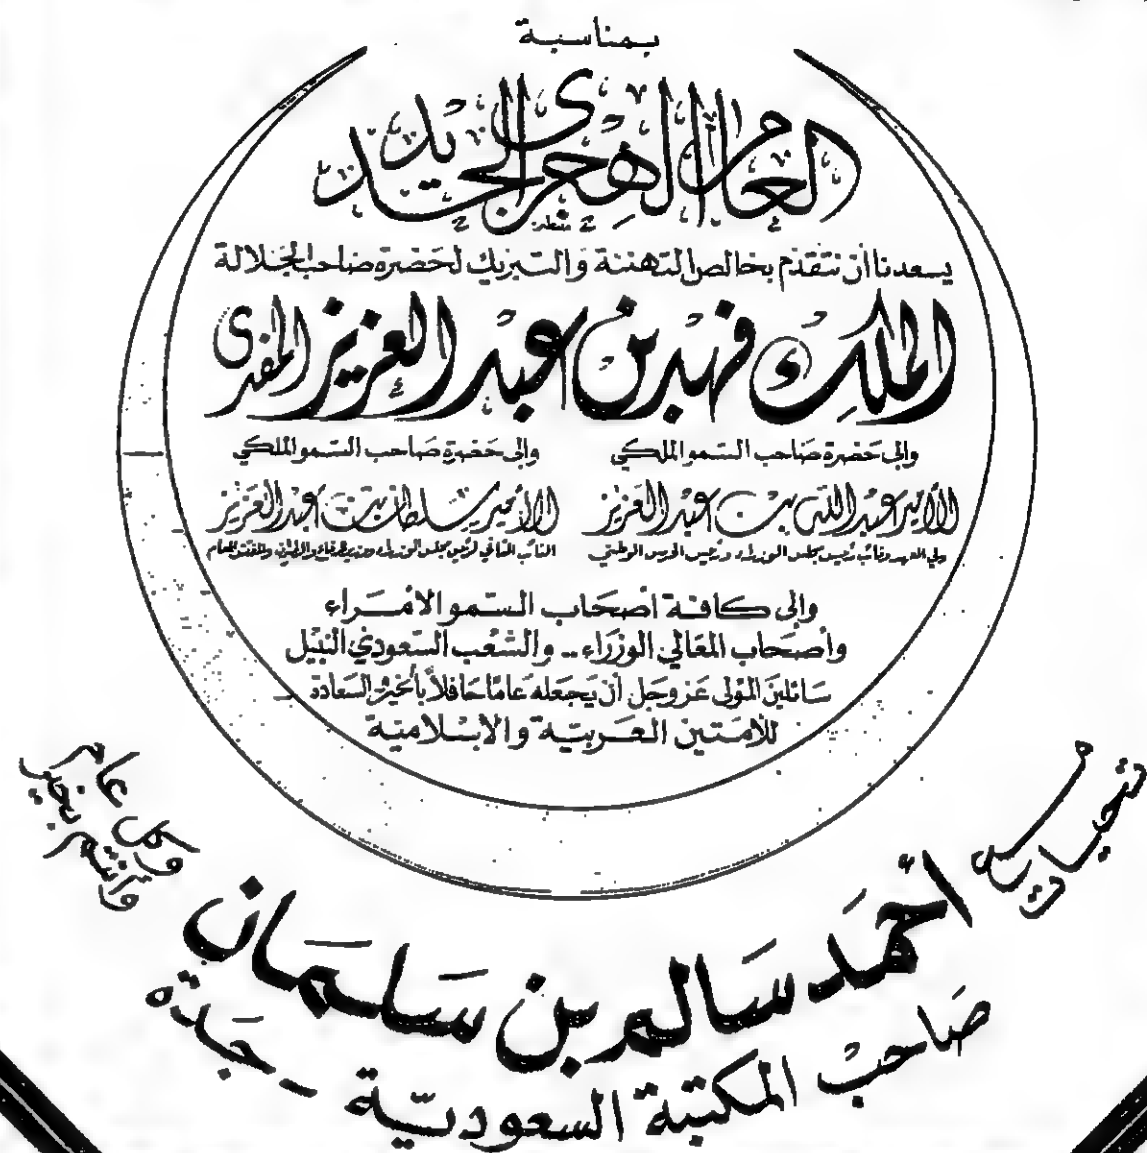 بمناسبة
العام الهجري الجديد
يسعدنا أن نتقدم بخالص التهنئة والتبريك لحضرة صاحب الجلالة
الملك فهد بن عبد العزيز المفدى
وإلى حضرة صاحب السمو الملكي
الأمير عبد الله بن عبد العزيز
ولي العهد ونائب رئيس مجلس الوزراء ورئيس الحرس الوطني
وإلى حضرة صاحب السمو الملكي
الأمير سلطان بن عبد العزيز
النائب الثاني لرئيس مجلس الوزراء ووزير الدفاع والطيران والمفتش العام
وإلى كافة أصحاب السمو الأمراء
وأصحاب المعالي الوزراء .. والشعب السعودي النبيل
سائلين المولى عز وجل أن يجعله عاما حافلا بالخير والسعادة
للأمتين العربية والإسلامية
تحيات
أحمد سالم بن سلمان
صاحب المكتبة السعودية - جدة
وكل عام
وأنتم بخير